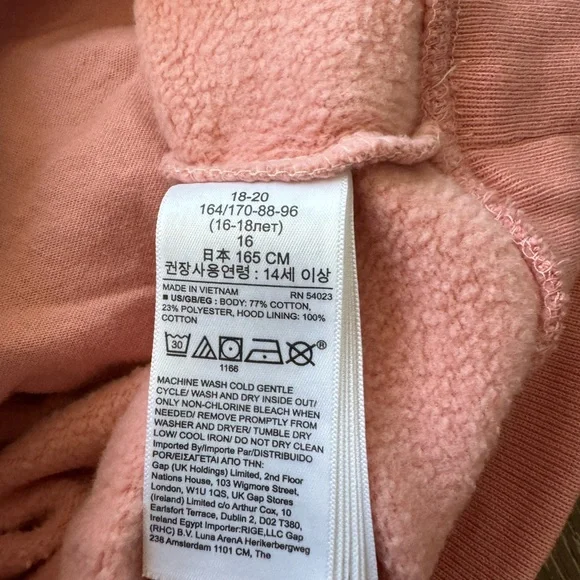 18-20
164/170-88-96
(16-18лет)
16
日本 165 CM
권장사용연령 : 14세 이상
MADE IN VIETNAM RN 54023
■ US/GB/EG : BODY: 77% COTTON,
23% POLYESTER, HOOD LINING: 100%
COTTON
30
®
1166
MACHINE WASH COLD GENTLE
CYCLE/ WASH AND DRY INSIDE OUT/
ONLY NON-CHLORINE BLEACH WHEN
NEEDED/ REMOVE PROMPTLY FROM
WASHER AND DRYER/ TUMBLE DRY
LOW/ COOL IRON/ DO NOT DRY CLEAN
Imported By/Importe Par/DISTRIBUIDO
POR/ΕΙΣΑΓΕΤΑΙ ΑΠΟ ΤΗΝ :
Gap (UK Holdings) Limited, 2nd Floor
Nations House, 103 Wigmore Street,
London, W1U 1QS, UK Gap Stores
(Ireland) Limited c/o Arthur Cox, 10
Earlsfort Terrace, Dublin 2, D02 T380,
Ireland Egypt Importer:RIGE,LLC Gap
(RHC) B.V. Luna ArenA Herikerbergweg
238 Amsterdam 1101 CM, The